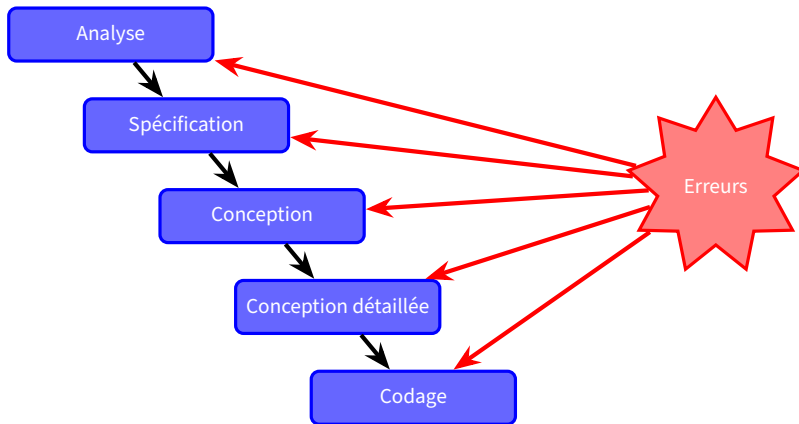 Analyse
Spécification
Erreurs
Conception
Conception détaillée
Codage